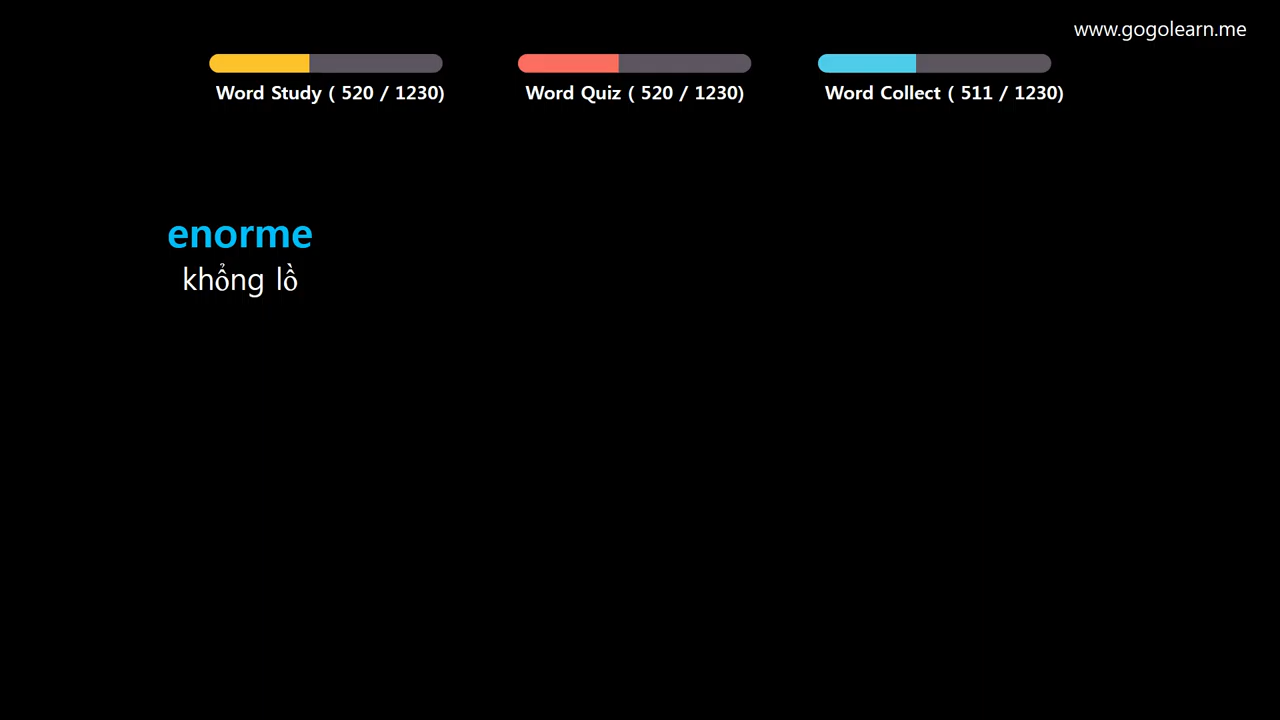 www.gogolearn.me
Word Study ( 520 / 1230)
Word Quiz ( 520 / 1230)
Word Collect ( 511 / 1230)
enorme
khổng lồ